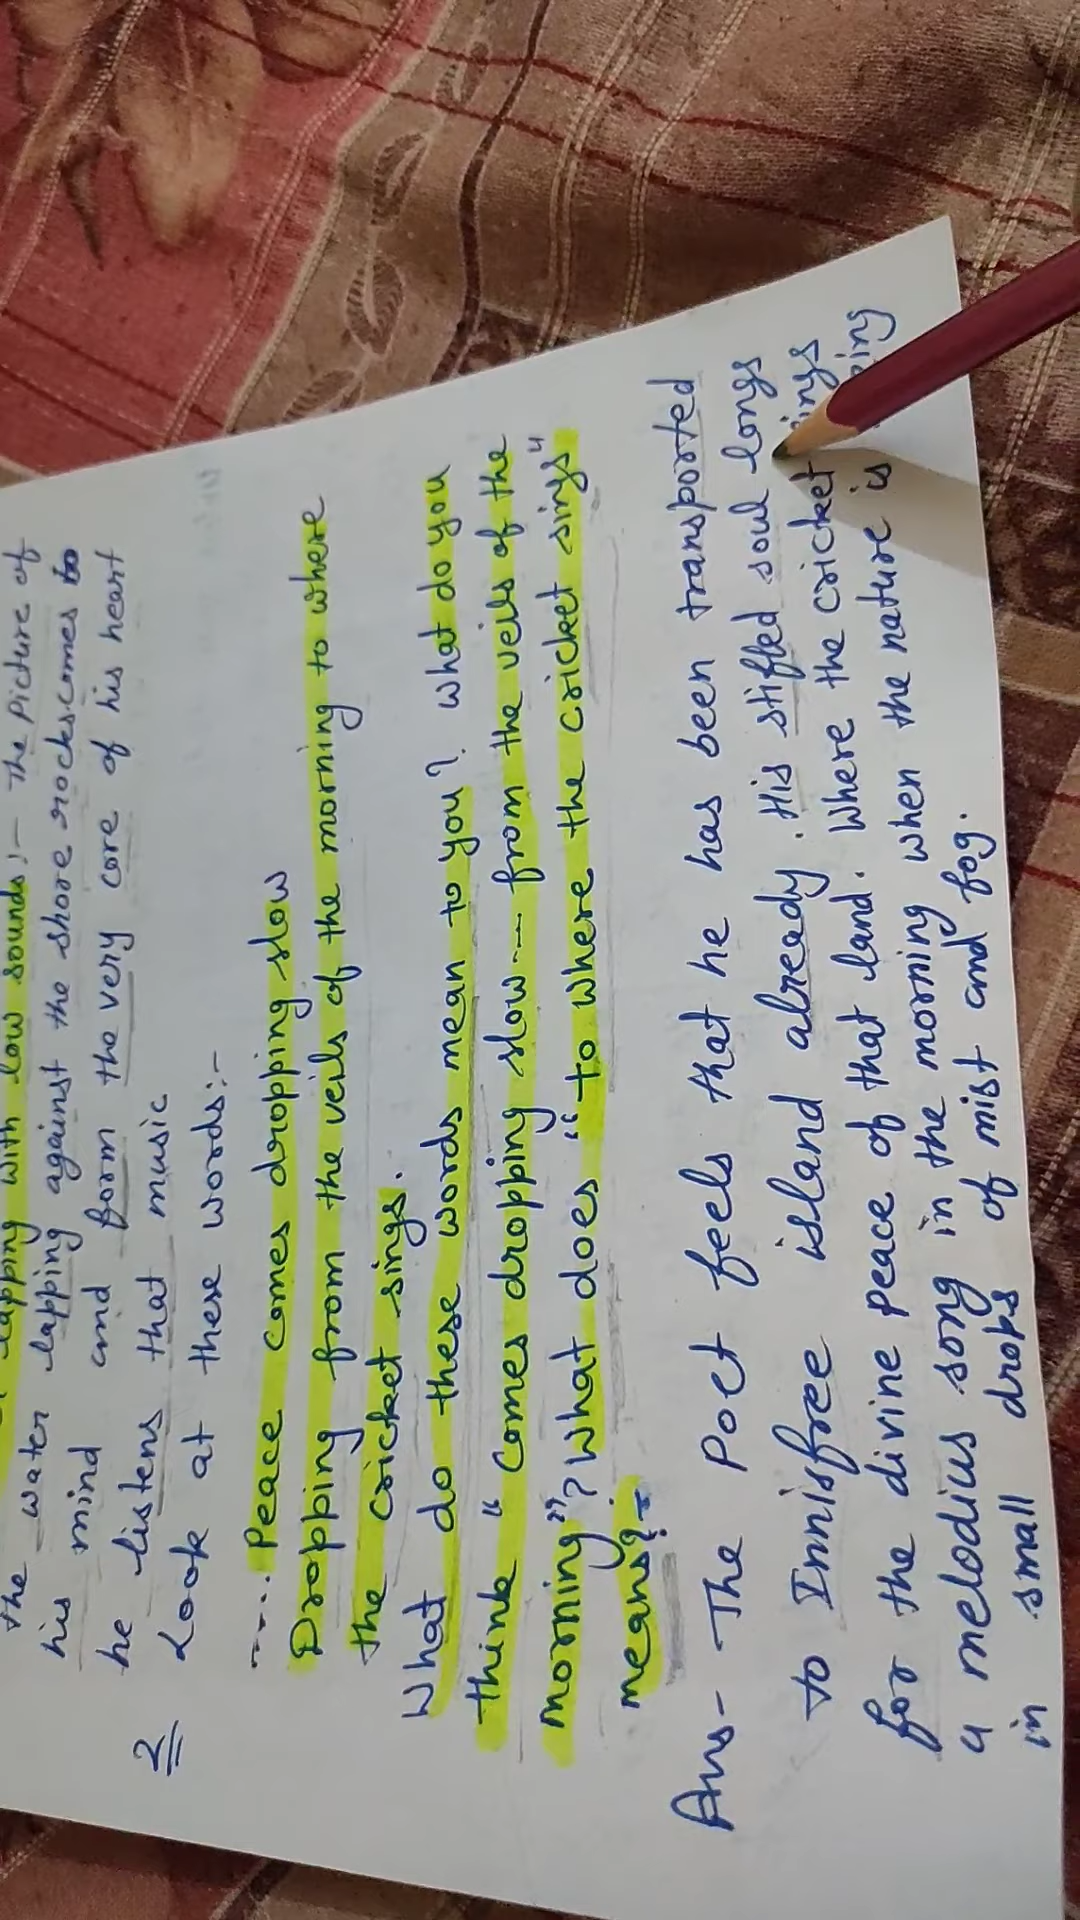 lapping with low sounds:- The Picture of
the water lapping against the shore rocks comes to
his mind and form the very core of his heart
he listens that music
2 Look at these words:-
.... Peace comes dropping slow
Dropping from the veils of the morning to where
the cricket sings.
What do these words mean to you? What do you
think "comes dropping slow--- from the veils of the
morning"? What does "to where the cricket sings"
means?-
Ans- The Poet feels that he has been transported
to Innisfree island already. His stifled soul longs
for the divine peace of that land. Where the cricket
a melodius song in the morning when the nature is
in small droks of mist and fog.